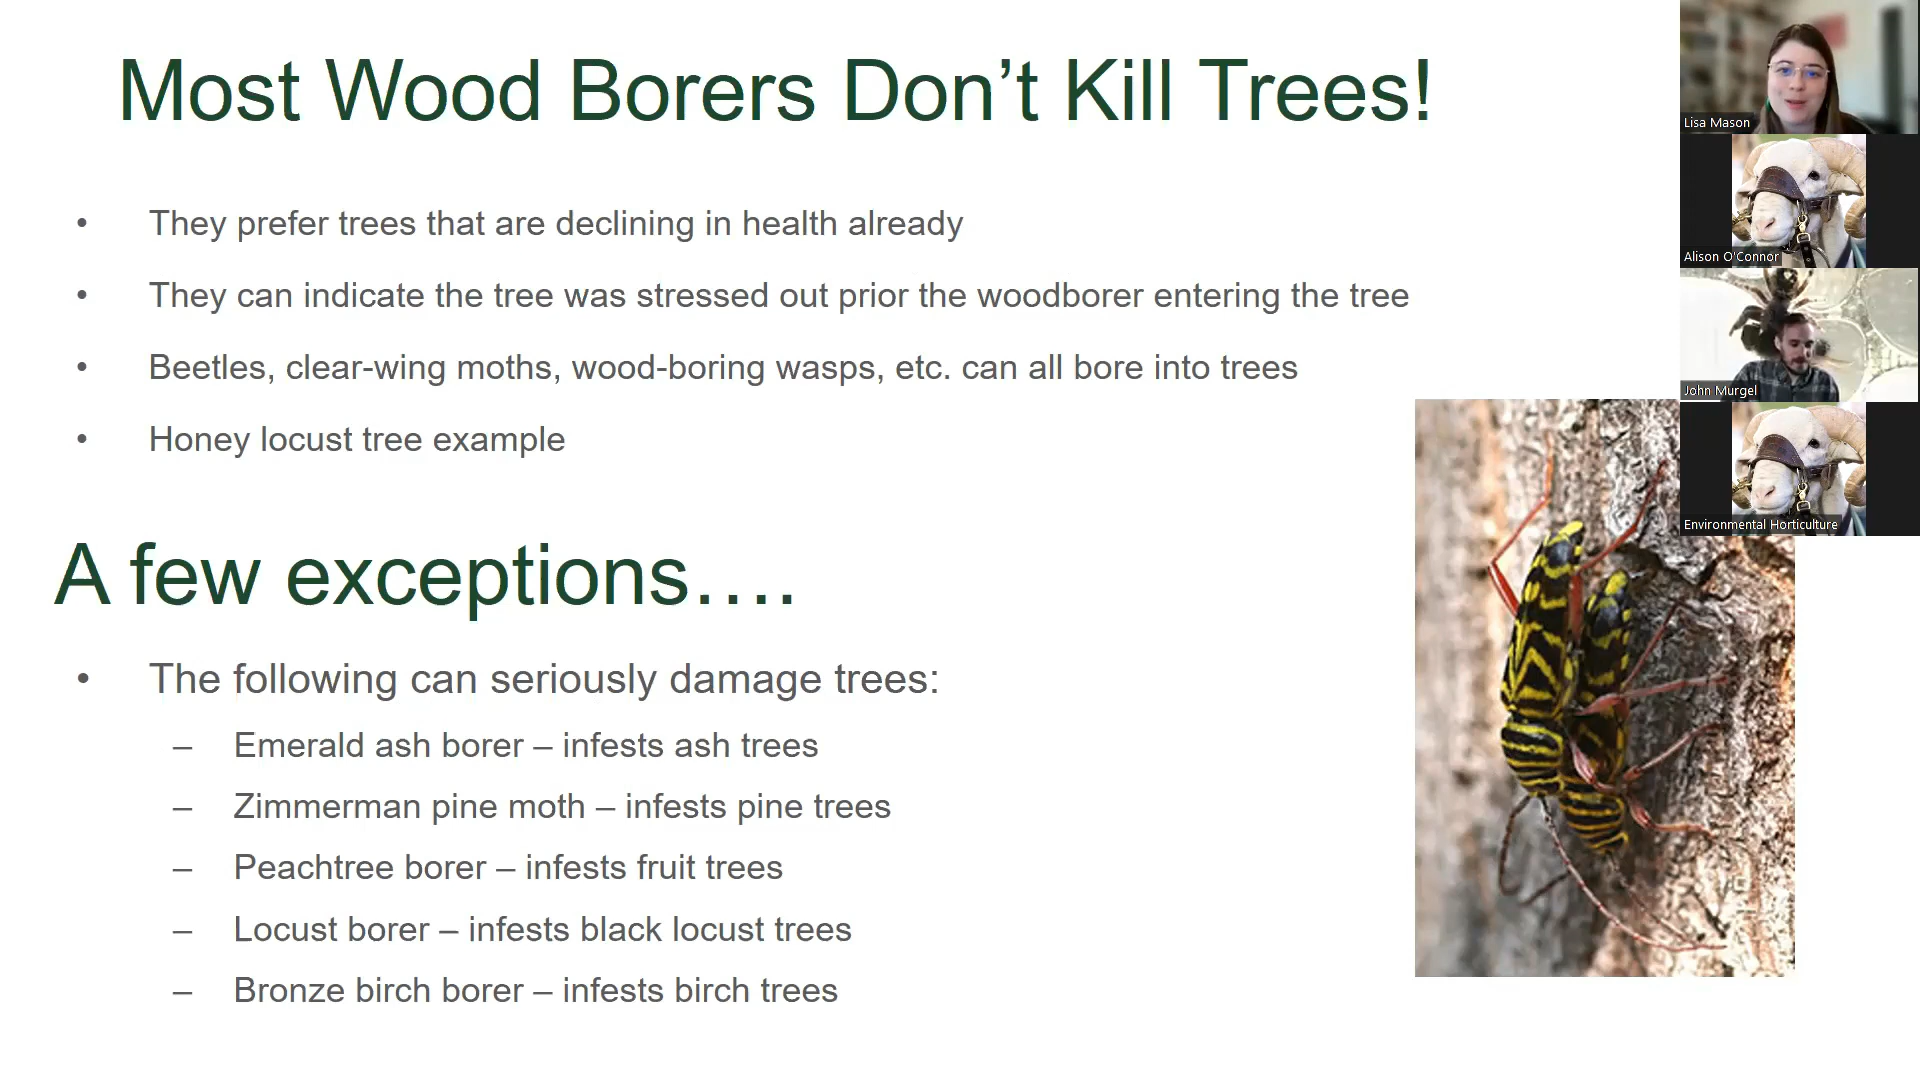 Most Wood Borers Don’t Kill Trees!
• They prefer trees that are declining in health already
• They can indicate the tree was stressed out prior the woodborer entering the tree
• Beetles, clear-wing moths, wood-boring wasps, etc. can all bore into trees
• Honey locust tree example
A few exceptions….
• The following can seriously damage trees:
– Emerald ash borer – infests ash trees
– Zimmerman pine moth – infests pine trees
– Peachtree borer – infests fruit trees
– Locust borer – infests black locust trees
– Bronze birch borer – infests birch trees
Lisa Mason
Alison O'Connor
John Murgel
Environmental Horticulture